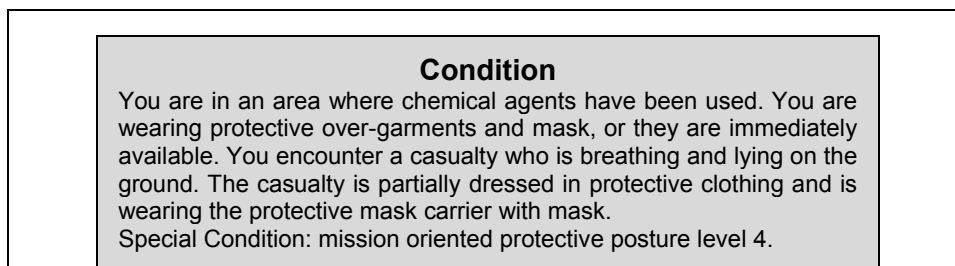 Condition
You are in an area where chemical agents have been used. You are
wearing protective over-garments and mask, or they are immediately
available. You encounter a casualty who is breathing and lying on the
ground. The casualty is partially dressed in protective clothing and is
wearing the protective mask carrier with mask.
Special Condition: mission oriented protective posture level 4.